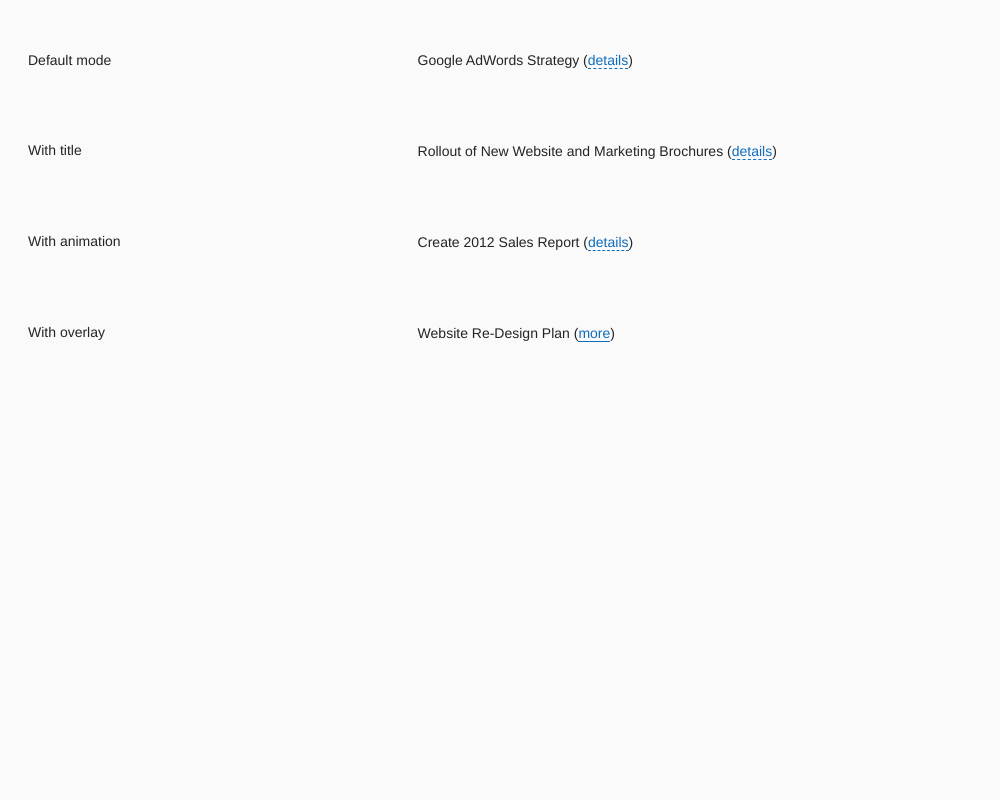 Default mode
Google AdWords Strategy (details)
With title
Rollout of New Website and Marketing Brochures (details)
With animation
Create 2012 Sales Report (details)
With overlay
Website Re-Design Plan (more)